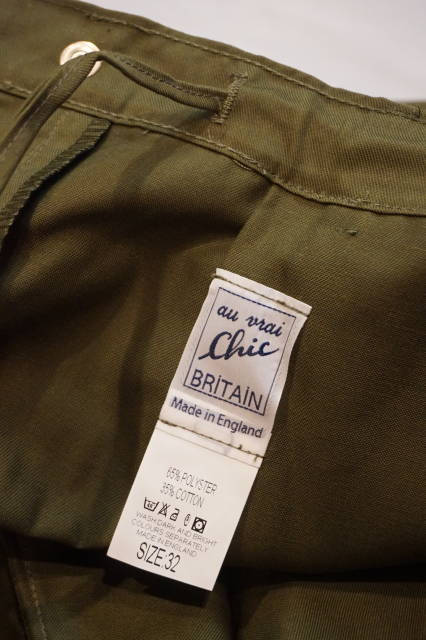 au vrai
Chic
BRiTAiN
Made in England
65% POLYSTER
35% COTTON
WASH DARK AND BRIGHT
COLOURS SEPARATELY
MADE IN ENGLAND
SIZE:32